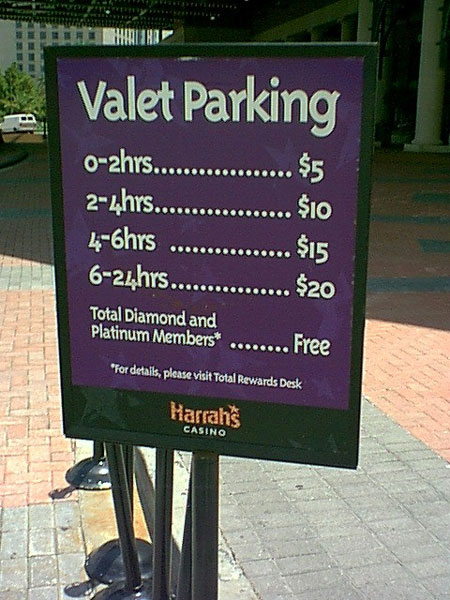 Valet Parking
0-2hrs.................. $5
2-4hrs.................. $10
4-6hrs .................. $15
6-24hrs................ $20
Total Diamond and
Platinum Members* ........ Free
*For details, please visit Total Rewards Desk
Harrah's
CASINO